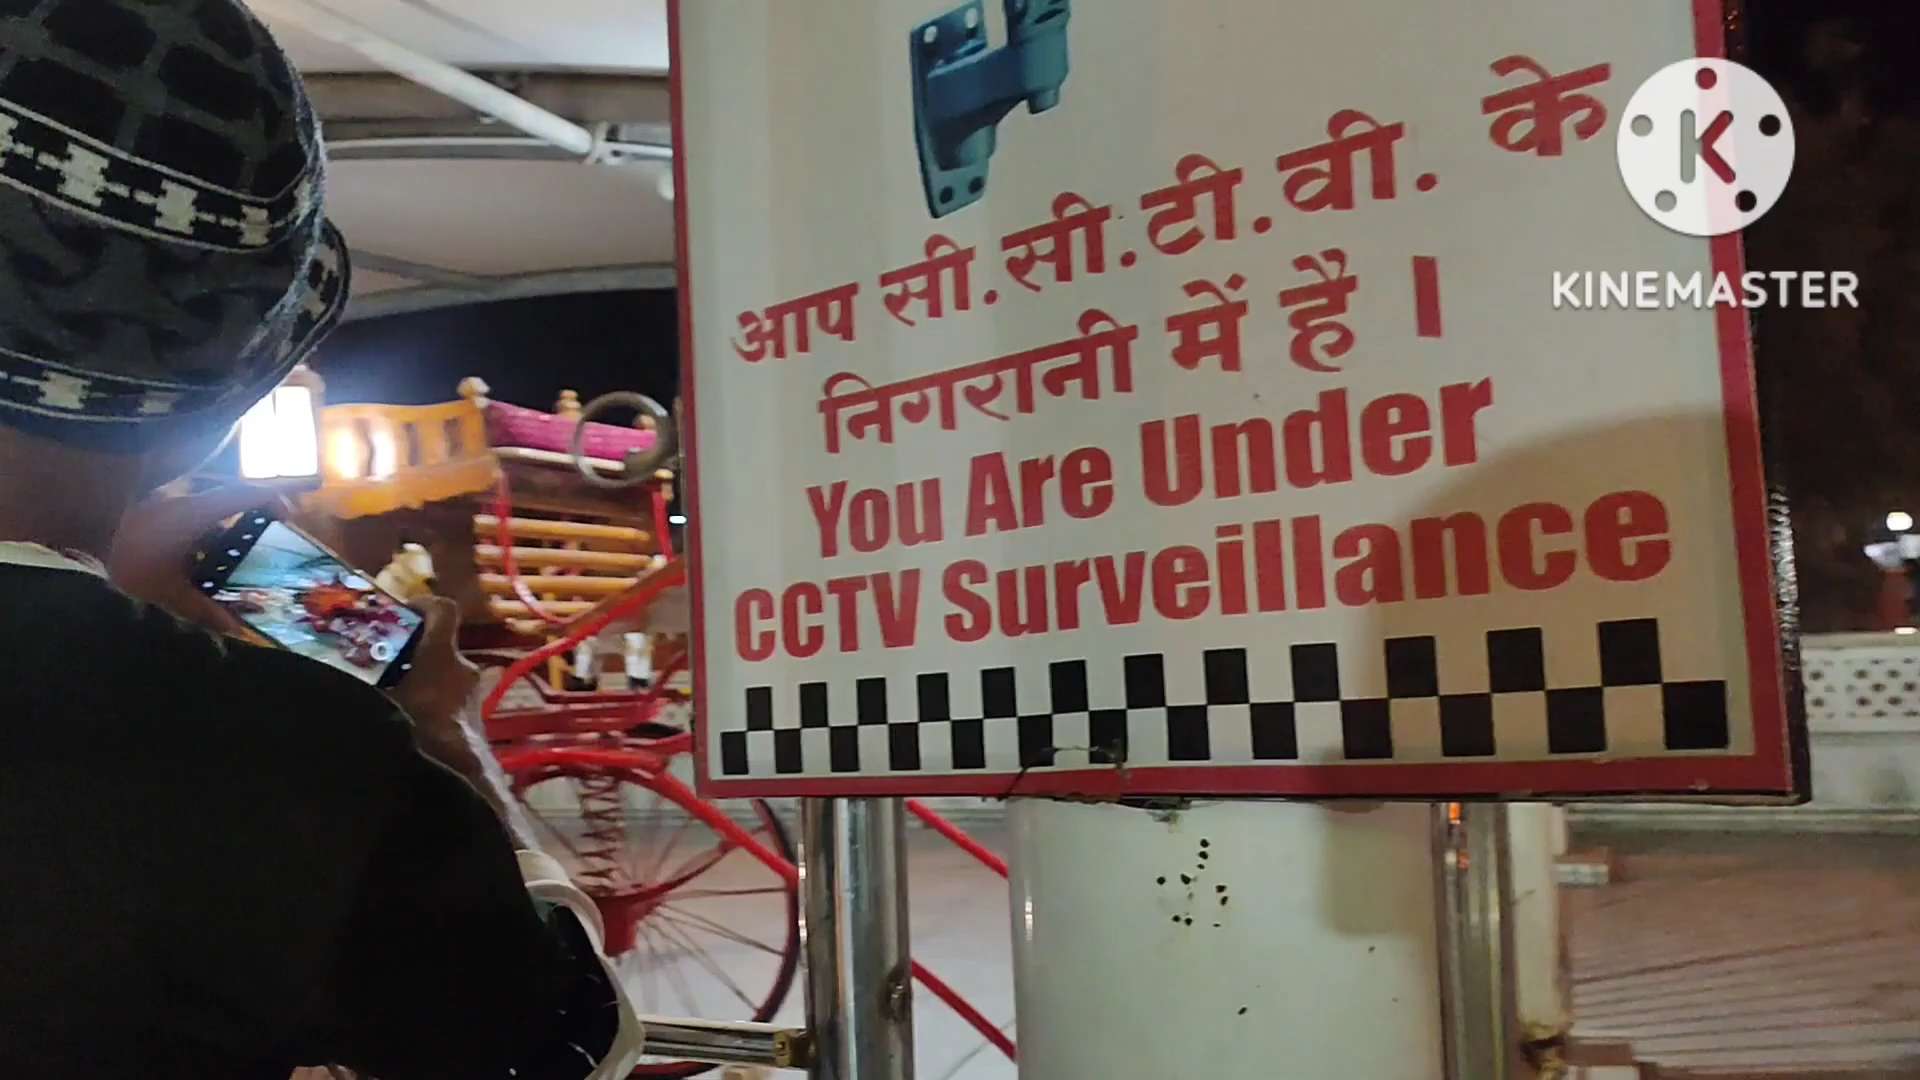 आप सी.सी.टी.वी. के
निगरानी में है ।
You Are Under
CCTV Surveillance
K
KINEMASTER